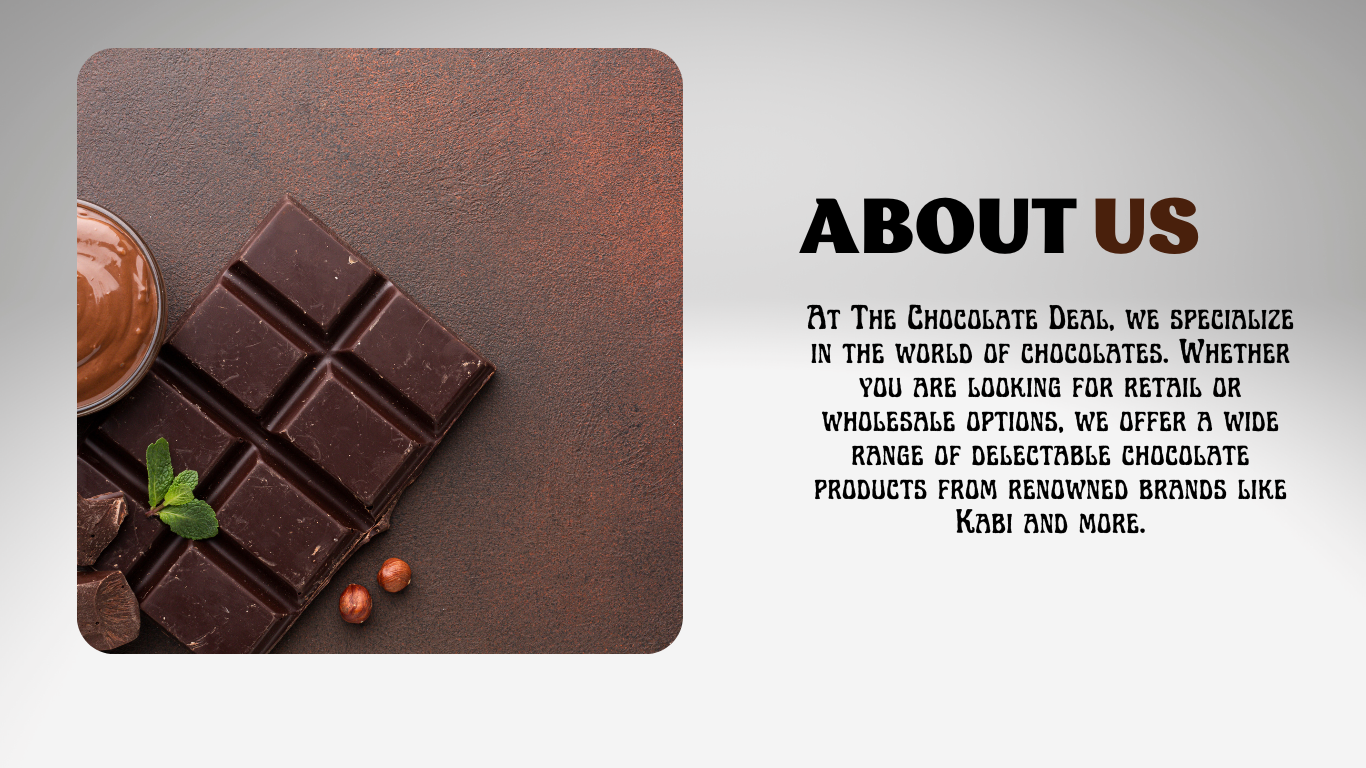 ABOUT US
At The Chocolate Deal, we specialize
in the world of chocolates. Whether
you are looking for retail or
wholesale options, we offer a wide
range of delectable chocolate
products from renowned brands like
Kabi and more.